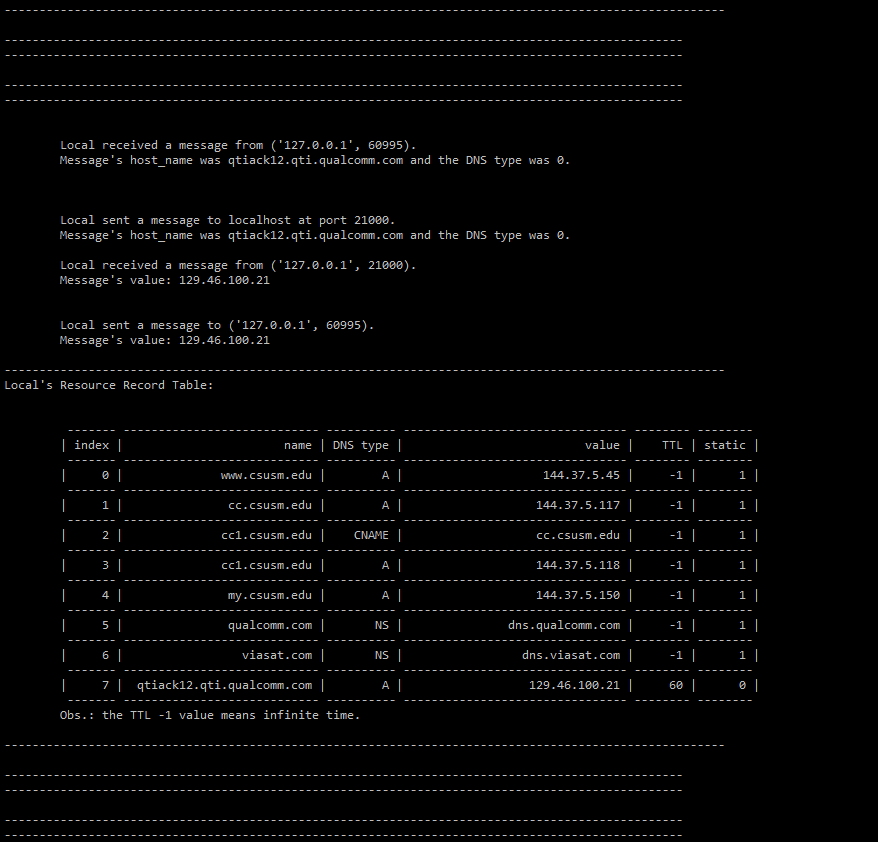 Local received a message from ('127.0.0.1', 60995).
Message's host_name was qtiack12.qti.qualcomm.com and the DNS type was 0.
Local sent a message to localhost at port 21000.
Message's host_name was qtiack12.qti.qualcomm.com and the DNS type was 0.
Local received a message from ('127.0.0.1', 21000).
Message's value: 129.46.100.21
Local sent a message to ('127.0.0.1', 60995).
Message's value: 129.46.100.21
Local's Resource Record Table:
| index | name | DNS type | value | TTL | static |
| 0 | www.csusm.edu | A | 144.37.5.45 | -1 | 1 |
| 1 | cc.csusm.edu | A | 144.37.5.117 | -1 | 1 |
| 2 | cc1.csusm.edu | CNAME | cc.csusm.edu | -1 | 1 |
| 3 | cc1.csusm.edu | A | 144.37.5.118 | -1 | 1 |
| 4 | my.csusm.edu | A | 144.37.5.150 | -1 | 1 |
| 5 | qualcomm.com | NS | dns.qualcomm.com | -1 | 1 |
| 6 | viasat.com | NS | dns.viasat.com | -1 | 1 |
| 7 | qtiack12.qti.qualcomm.com | A | 129.46.100.21 | 60 | 0 |
Obs.: the TTL -1 value means infinite time.